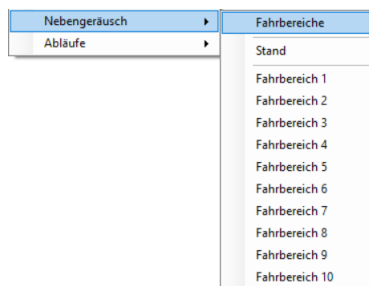 Nebengeräusch
Abläufe
Fahrbereiche
Stand
Fahrbereich 1
Fahrbereich 2
Fahrbereich 3
Fahrbereich 4
Fahrbereich 5
Fahrbereich 6
Fahrbereich 7
Fahrbereich 8
Fahrbereich 9
Fahrbereich 10